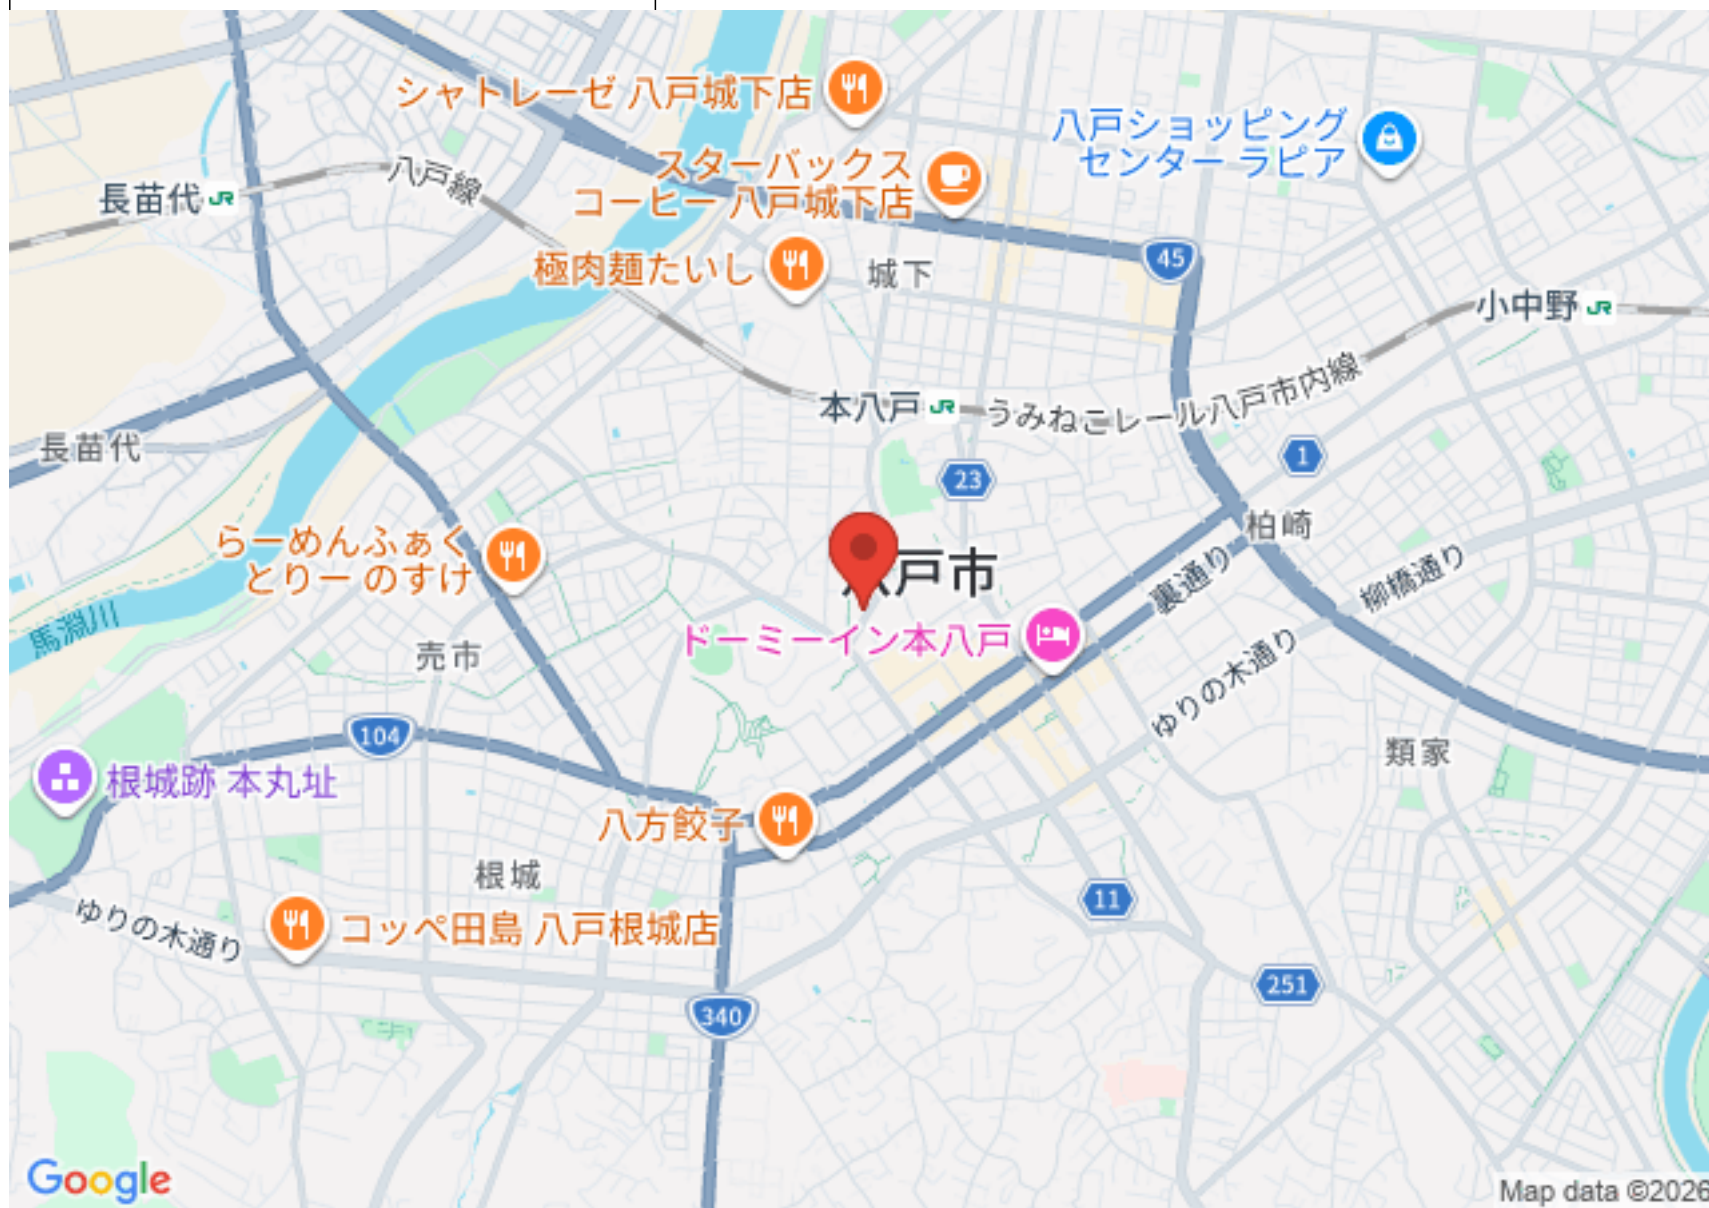 シャトレーゼ 八戸城下店
八戸ショッピング
センター ラピア
スターバックス
コーヒー 八戸城下店
八戸線
長苗代
JR
極肉麺たいし
城下
45
小中野
JR
本八戸
JR
うみねこレール八戸市内線
長苗代
23
1
柏崎
らーめんふぁく
とりー のすけ
戸市
裏通り
柳橋通り
馬淵川
ドーミーイン本八戸
売市
ゆりの木通り
104
類家
根城跡 本丸址
八方餃子
根城
11
ゆりの木通り
コッペ田島 八戸根城店
251
340
Google
Map data ©2026